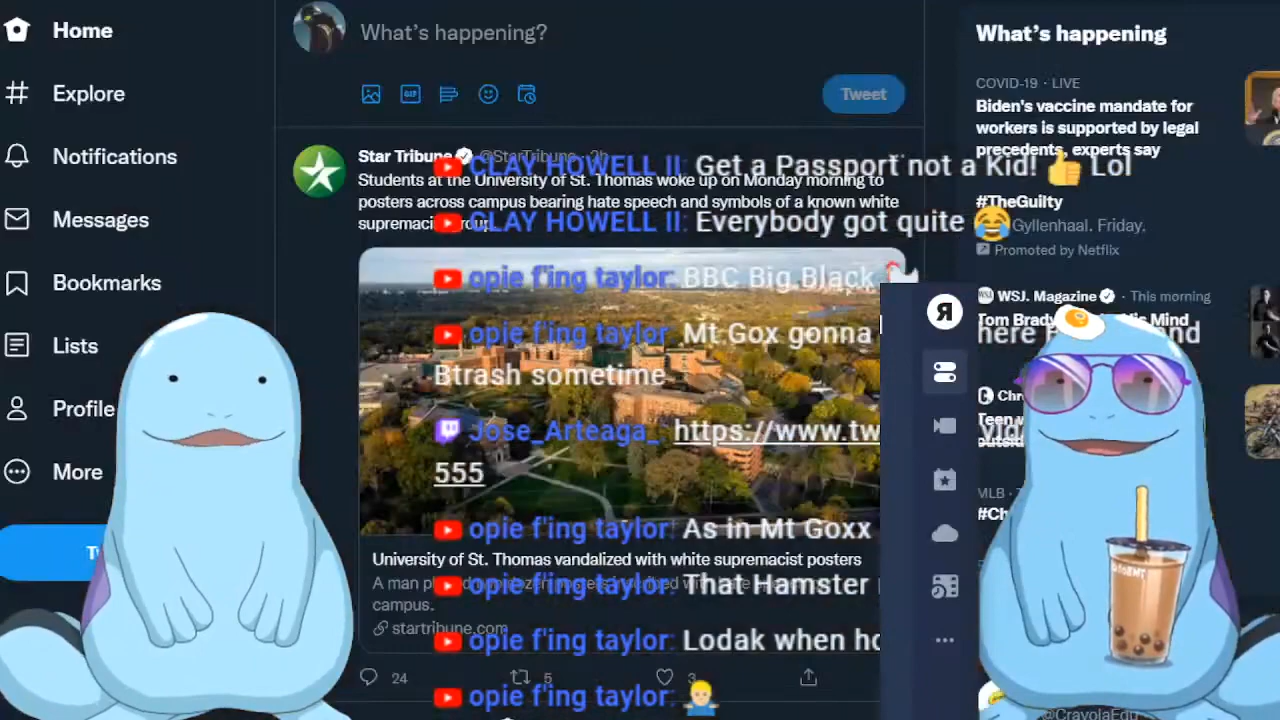 Home
Explore
Notifications
Messages
Bookmarks
Lists
Profile
More
What's happening?
GIF
Tweet
Star Tribune @StarTribune · 2h
Students at the University of St. Thomas woke up on Monday morning to
posters across campus bearing hate speech and symbols of a known white
supremacist
University of St. Thomas vandalized with white supremacist posters
A man
campus.
startribune.com
24
5
3
CLAY HOWELL II: Get a Passport not a Kid! 👍 Lol
CLAY HOWELL II: Everybody got quite 😂
opie f'ing taylor: BBC Big Black
opie f'ing taylor: Mt Gox gonna
here
Btrash sometime
Jose_Arteaga_: https://www.tw
555
opie f'ing taylor: As in Mt Goxx
opie f'ing taylor: That Hamster
opie f'ing taylor: Lodak when
opie f'ing taylor: 🤷🏼‍♂️
Я
What's happening
COVID-19 · LIVE
Biden's vaccine mandate for
workers is supported by legal
precedents, experts say
#TheGuilty
Gyllenhaal. Friday.
Promoted by Netflix
WSJ. Magazine · This morning
Tom Brady Mind
MLB
@CrayolaEdu